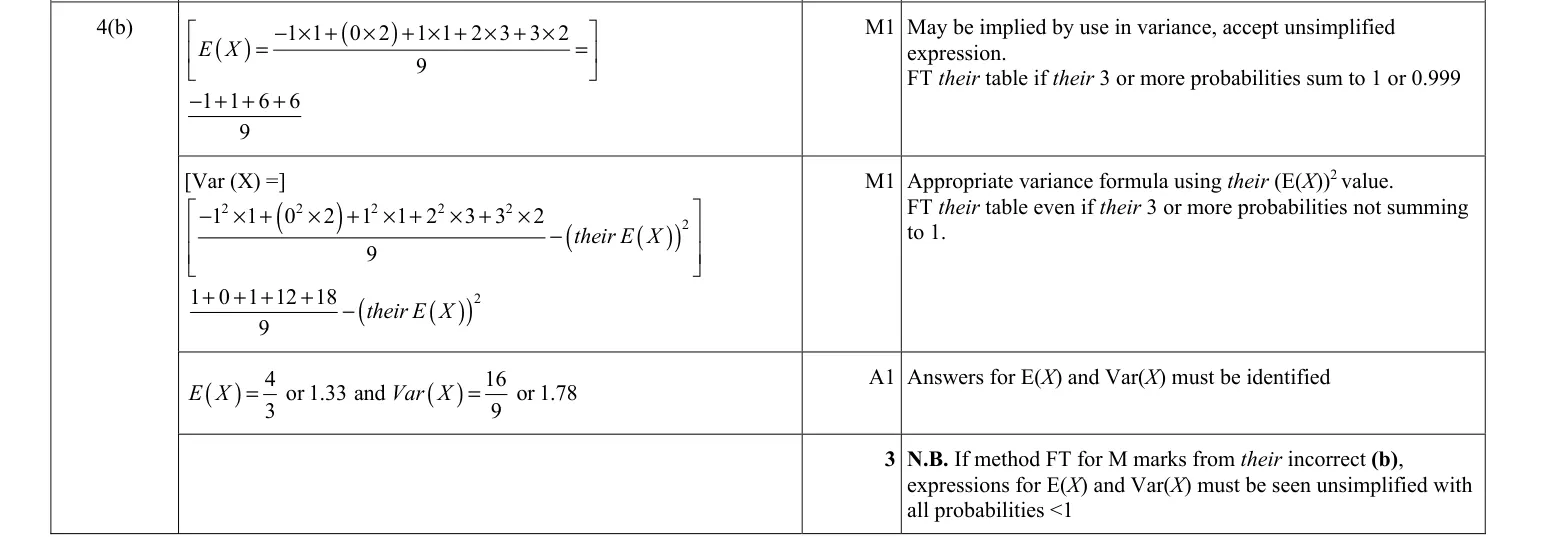 4(b)
[E(X) = (−1×1+(0×2)+1×1+2×3+3×2)/9 =]
(−1+1+6+6)/9
M1
May be implied by use in variance, accept unsimplified
expression.
FT their table if their 3 or more probabilities sum to 1 or 0.999
[Var (X) =]
[(−1²×1+(0²×2)+1²×1+2²×3+3²×2)/9 − (their E(X))²]
(1+0+1+12+18)/9 − (their E(X))²
M1
Appropriate variance formula using their (E(X))² value.
FT their table even if their 3 or more probabilities not summing
to 1.
E(X) = 4/3 or 1.33 and Var(X) = 16/9 or 1.78
A1
Answers for E(X) and Var(X) must be identified
3
N.B. If method FT for M marks from their incorrect (b),
expressions for E(X) and Var(X) must be seen unsimplified with
all probabilities <1